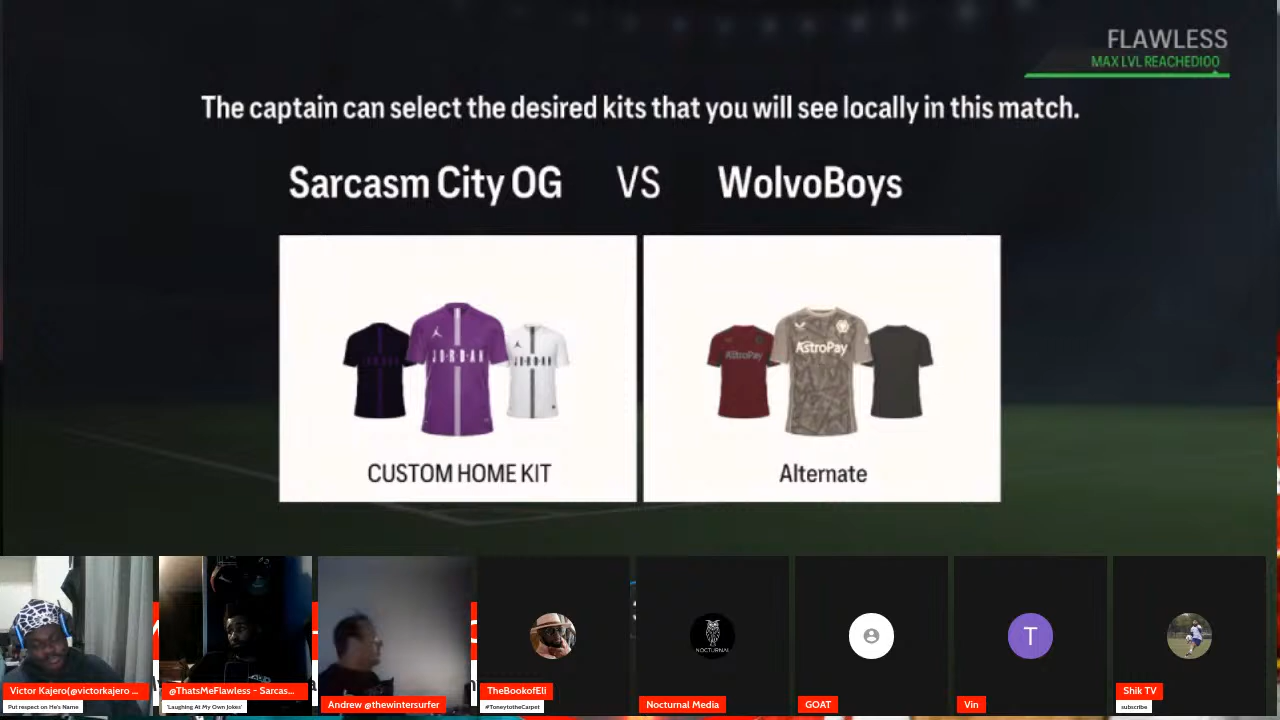 FLAWLESS
MAX LVL REACHED100
The captain can select the desired kits that you will see locally in this match.
Sarcasm City OG VS WolvoBoys
JORDAN
JORDAN
JORDAN
AstroPay
AstroPay
CUSTOM HOME KIT
Alternate
NOCTURNAL
T
Victor Kajero(@victorkajero ...
Put respect on He's Name
@ThatsMeFlawless - Sarcas...
'Laughing At My Own Jokes'
Andrew @thewintersurfer
TheBookofEli
#ToneytotheCarpet
Nocturnal Media
GOAT
Vin
Shik TV
subscribe